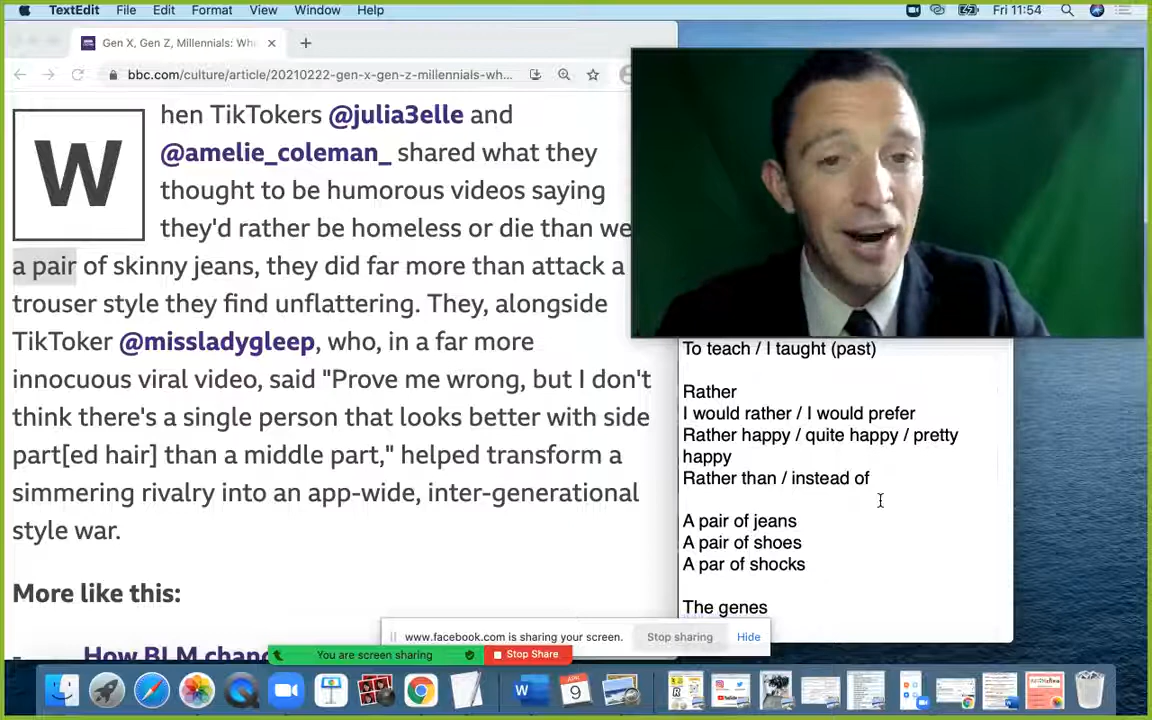 TextEdit File Edit Format View Window Help Fri 11:54
Gen X, Gen Z, Millennials: Wh
bbc.com/culture/article/20210222-gen-x-gen-z-millennials-wh...
When TikTokers @julia3elle and
@amelie_coleman_ shared what they
thought to be humorous videos saying
they'd rather be homeless or die than we
a pair of skinny jeans, they did far more than attack a
trouser style they find unflattering. They, alongside
TikToker @missladygleep, who, in a far more
innocuous viral video, said "Prove me wrong, but I don't
think there's a single person that looks better with side
part[ed hair] than a middle part," helped transform a
simmering rivalry into an app-wide, inter-generational
style war.
More like this:
- How BLM chan
To teach / I taught (past)
Rather
I would rather / I would prefer
Rather happy / quite happy / pretty
happy
Rather than / instead of
A pair of jeans
A pair of shoes
A par of shocks
The genes
www.facebook.com is sharing your screen. Stop sharing Hide
You are screen sharing Stop Share
W APR 9